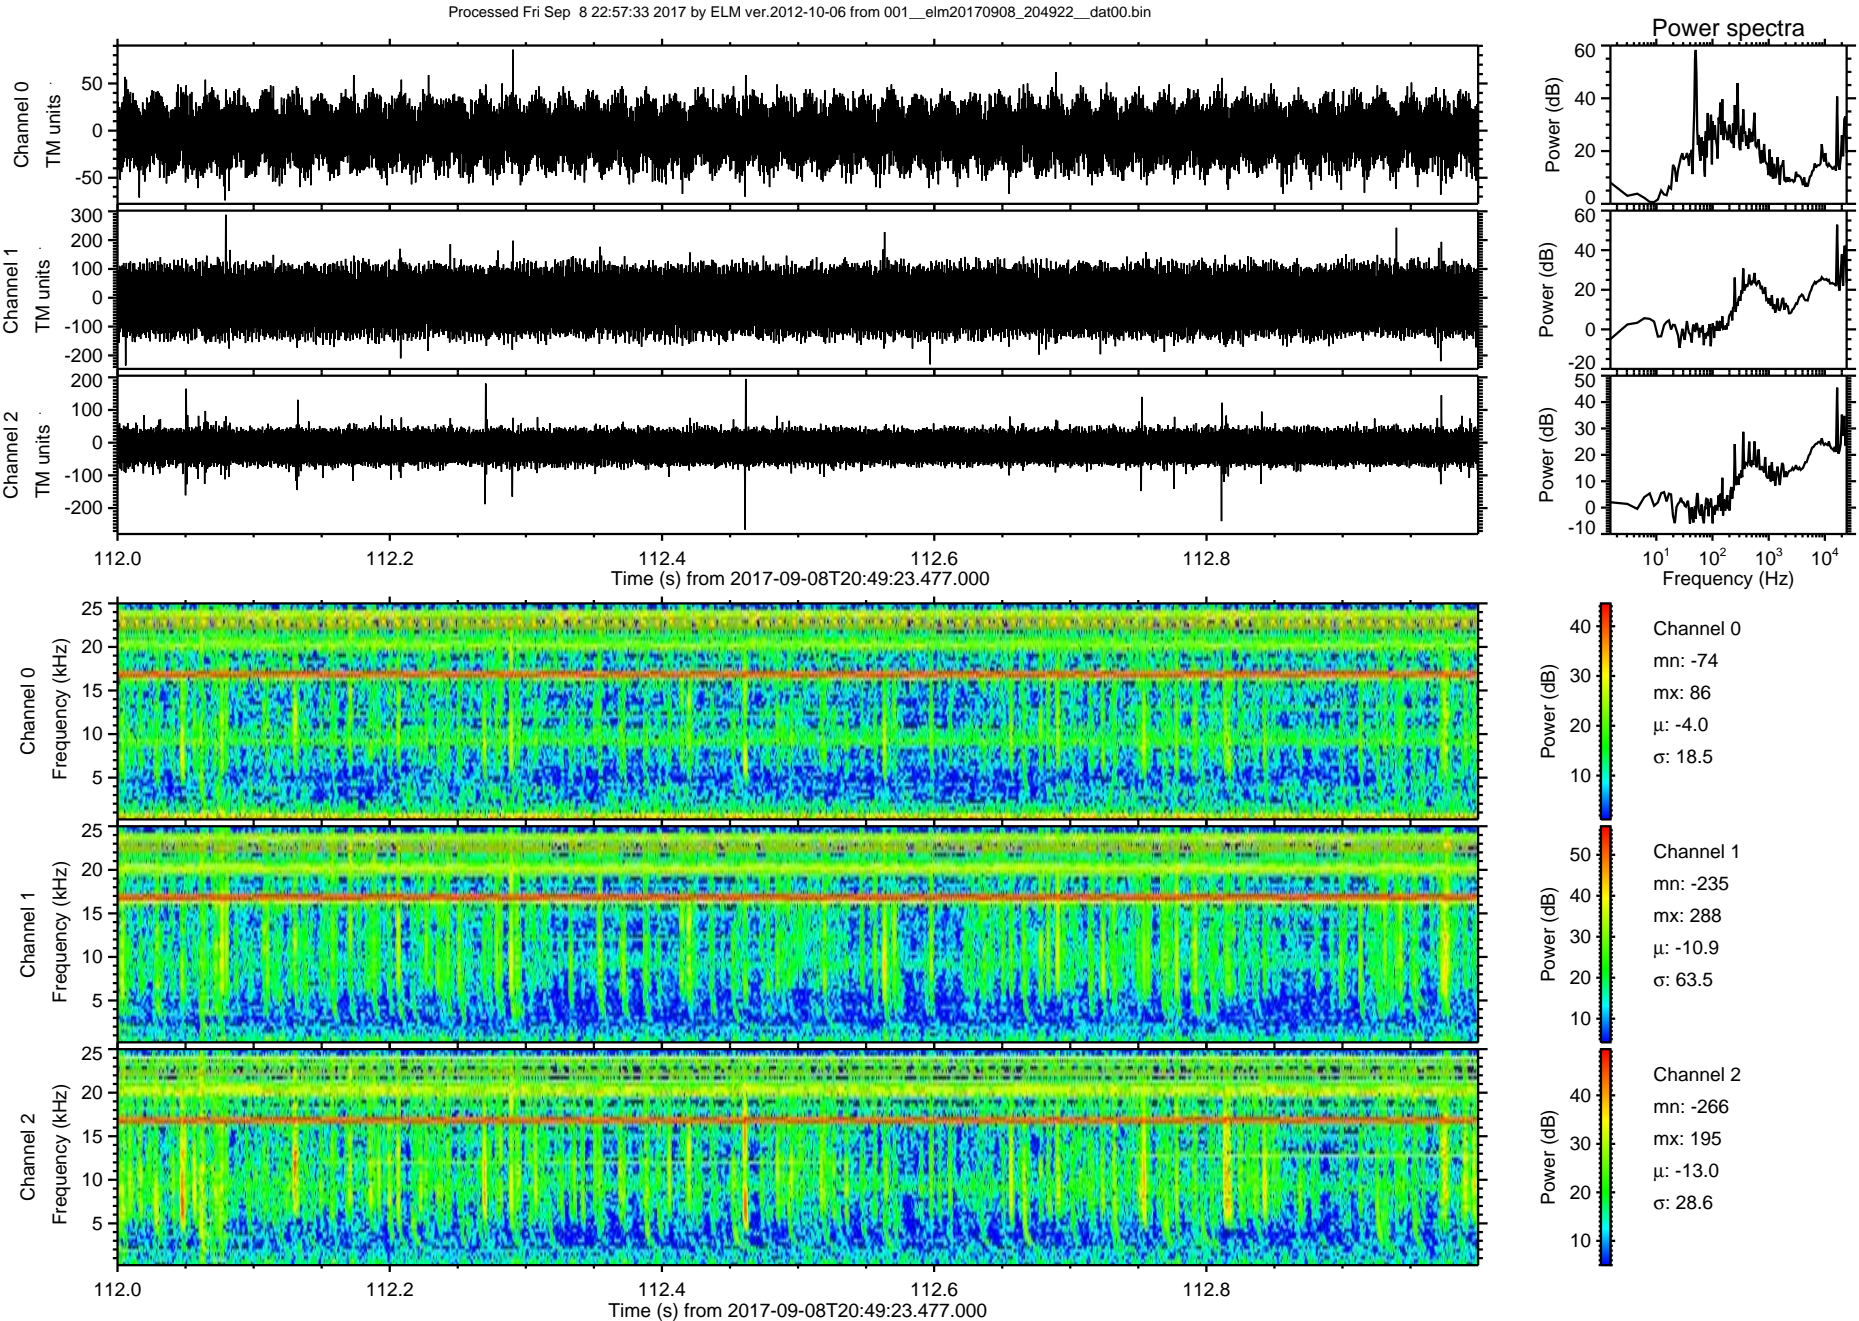 Processed Fri Sep  8 22:57:33 2017 by ELM ver.2012-10-06 from 001__elm20170908_204922__dat00.bin
Power spectra
Channel 0
TM units
50
0
-50
Power (dB)
60
40
20
0
Channel 1
TM units
300
200
100
0
-100
-200
Power (dB)
60
40
20
0
-20
Channel 2
TM units
200
100
0
-100
-200
Power (dB)
50
40
30
20
10
0
-10
112.0 112.2 112.4 112.6 112.8
Time (s) from 2017-09-08T20:49:23.477.000
10^1 10^2 10^3 10^4
Frequency (Hz)
Channel 0
Frequency (kHz)
25
20
15
10
5
Power (dB)
40
30
20
10
Channel 0
mn: -74
mx: 86
μ: -4.0
σ: 18.5
Channel 1
Frequency (kHz)
25
20
15
10
5
Power (dB)
50
40
30
20
10
Channel 1
mn: -235
mx: 288
μ: -10.9
σ: 63.5
Channel 2
Frequency (kHz)
25
20
15
10
5
Power (dB)
40
30
20
10
Channel 2
mn: -266
mx: 195
μ: -13.0
σ: 28.6
112.0 112.2 112.4 112.6 112.8
Time (s) from 2017-09-08T20:49:23.477.000